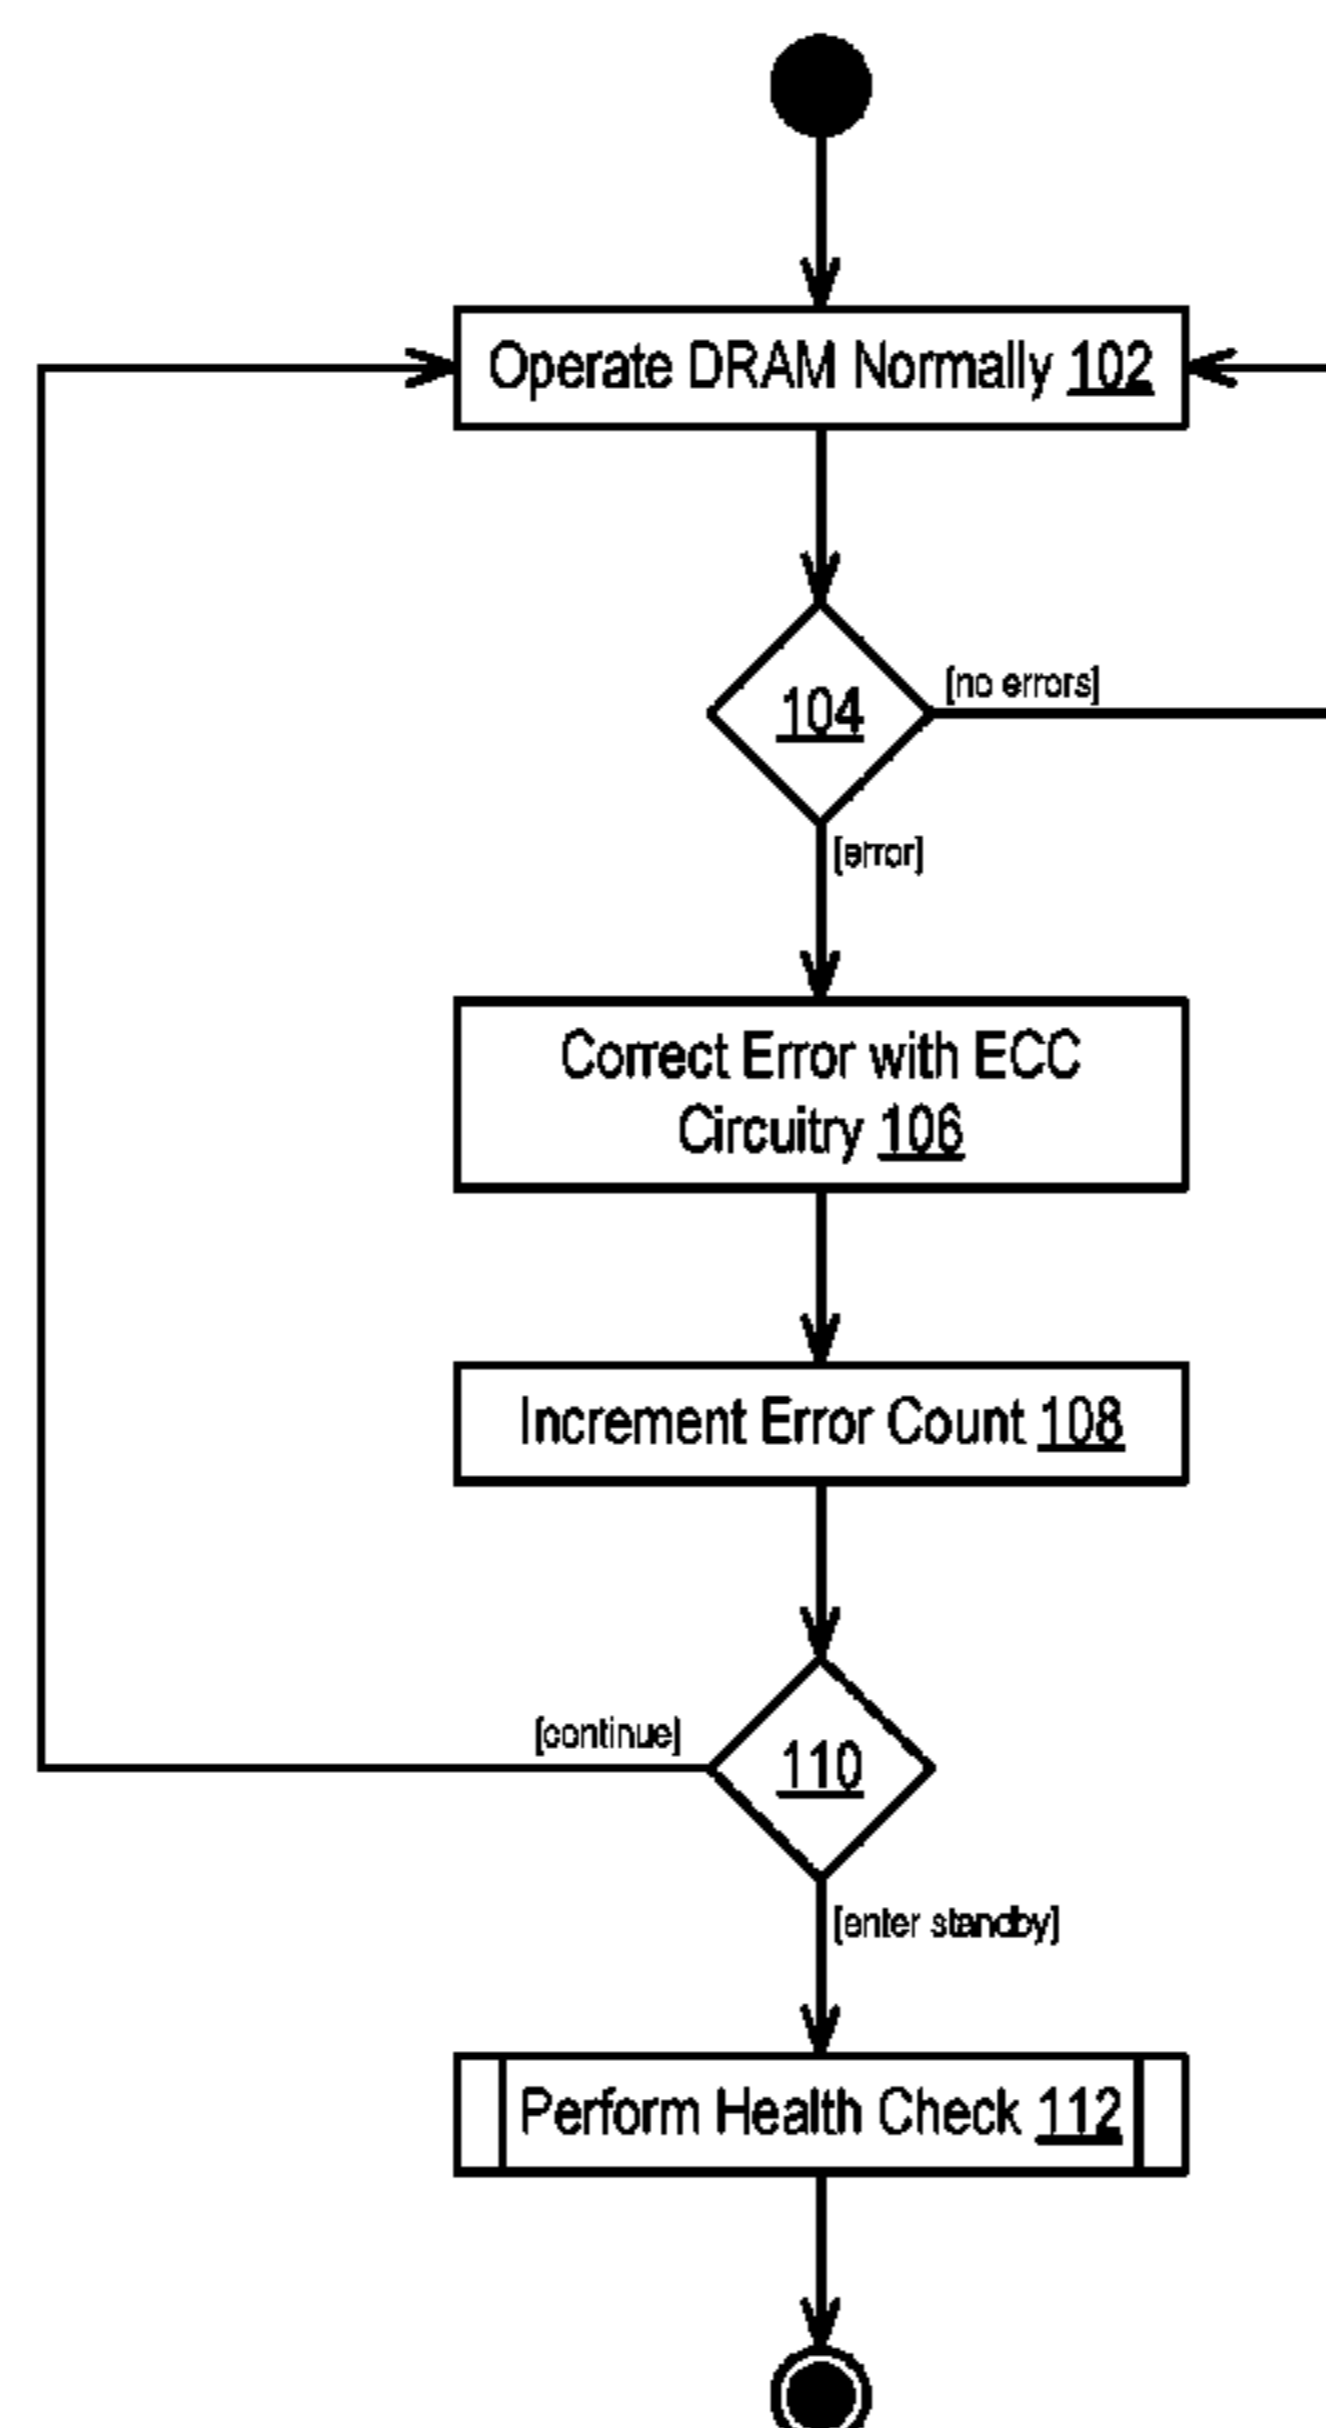 Operate DRAM Normally 102
[no errors]
104
[error]
Correct Error with ECC
Circuitry 106
Increment Error Count 108
[continue]
110
[enter standby]
Perform Health Check 112